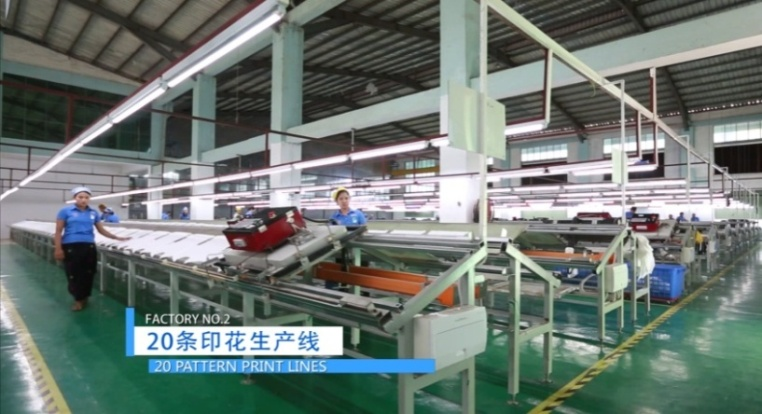 FACTORY NO.2
20条印花生产线
20 PATTERN PRINT LINES